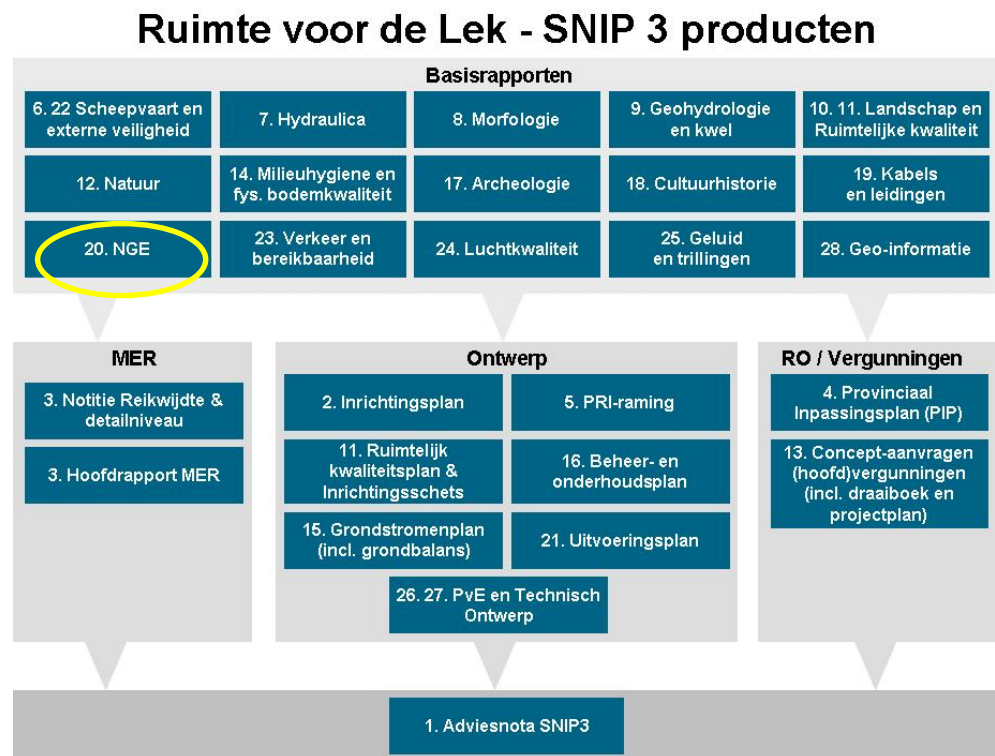 Ruimte voor de Lek - SNIP 3 producten
Basisrapporten
6. 22 Scheepvaart en
externe veiligheid
7. Hydraulica
8. Morfologie
9. Geohydrologie
en kwel
10. 11. Landschap en
Ruimtelijke kwaliteit
12. Natuur
14. Milieuhygiene en
fys. bodemkwaliteit
17. Archeologie
18. Cultuurhistorie
19. Kabels
en leidingen
20. NGE
23. Verkeer en
bereikbaarheid
24. Luchtkwaliteit
25. Geluid
en trillingen
28. Geo-informatie
MER
3. Notitie Reikwijdte &
detailniveau
3. Hoofdrapport MER
Ontwerp
2. Inrichtingsplan
5. PRI-raming
11. Ruimtelijk
kwaliteitsplan &
Inrichtingsschets
16. Beheer- en
onderhoudsplan
15. Grondstromenplan
(incl. grondbalans)
21. Uitvoeringsplan
26. 27. PvE en Technisch
Ontwerp
RO / Vergunningen
4. Provinciaal
Inpassingsplan (PIP)
13. Concept-aanvragen
(hoofd)vergunningen
(incl. draaiboek en
projectplan)
1. Adviesnota SNIP3